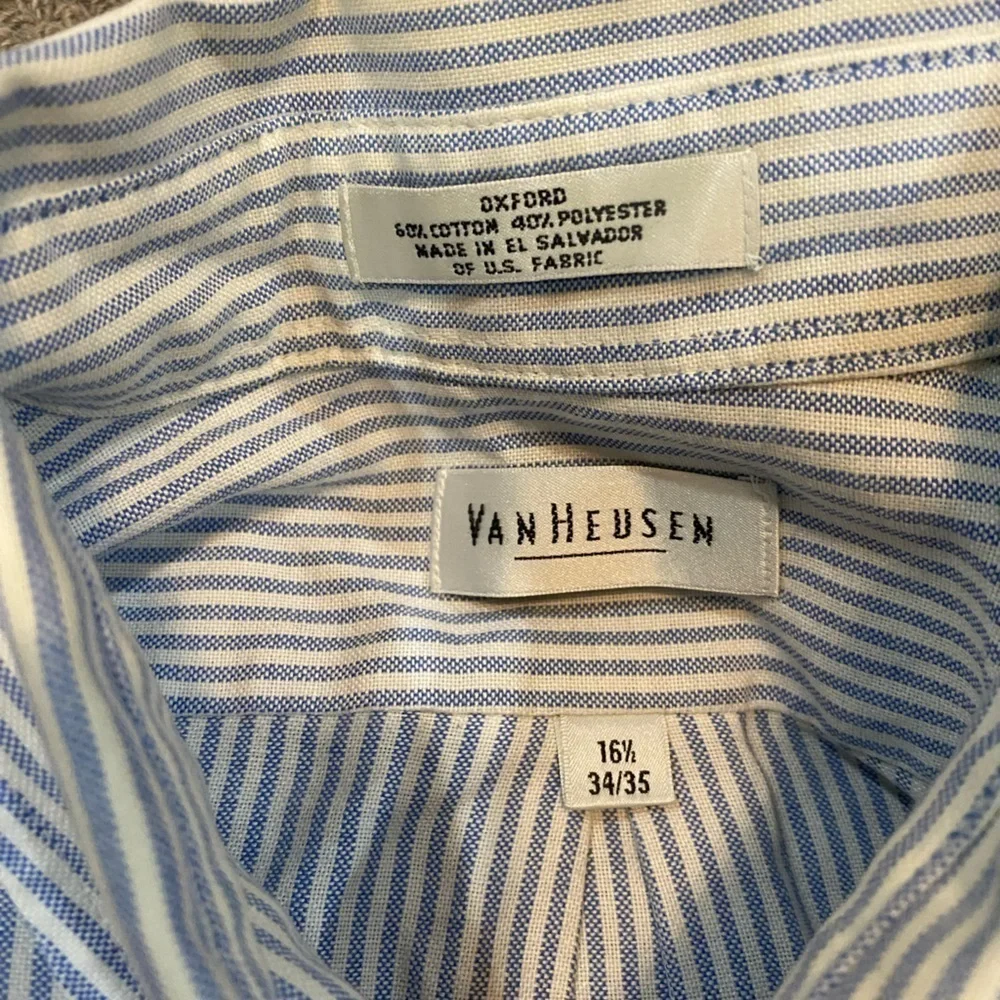 OXFORD
60% COTTON 40% POLYESTER
MADE IN EL SALVADOR
OF U.S. FABRIC
VAN HEUSEN
16½
34/35